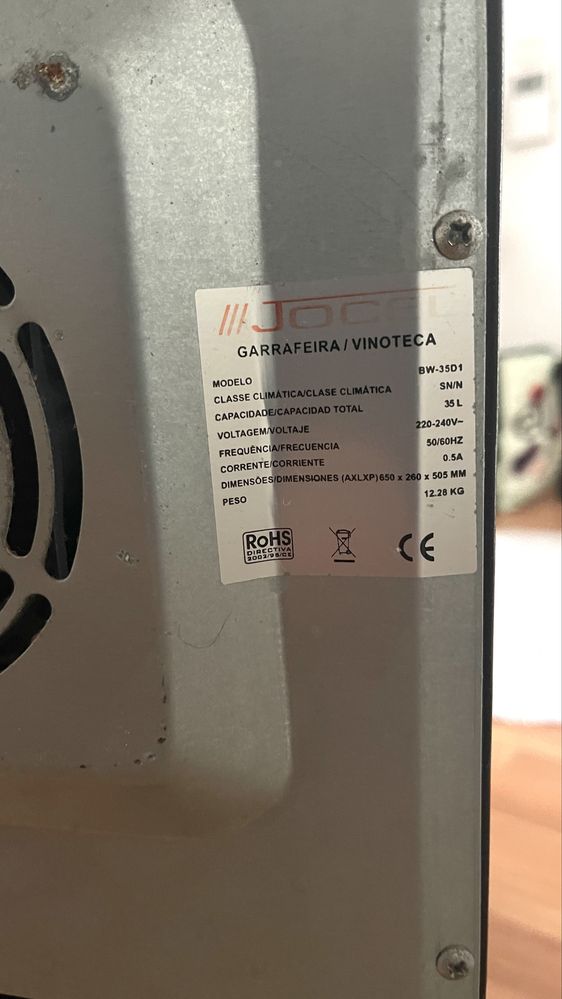 JOCEL
GARRAFEIRA / VINOTECA
MODELO BW-35D1
CLASSE CLIMÁTICA/CLASE CLIMÁTICA SN/N
CAPACIDADE/CAPACIDAD TOTAL 35 L
VOLTAGEM/VOLTAJE 220-240V~
FREQUÊNCIA/FRECUENCIA 50/60HZ
CORRENTE/CORRIENTE 0.5A
DIMENSÕES/DIMENSIONES (AXLXP) 650 x 260 x 505 MM
PESO 12.28 KG
RoHS
DIRECTIVA
2002/95/CE
CE